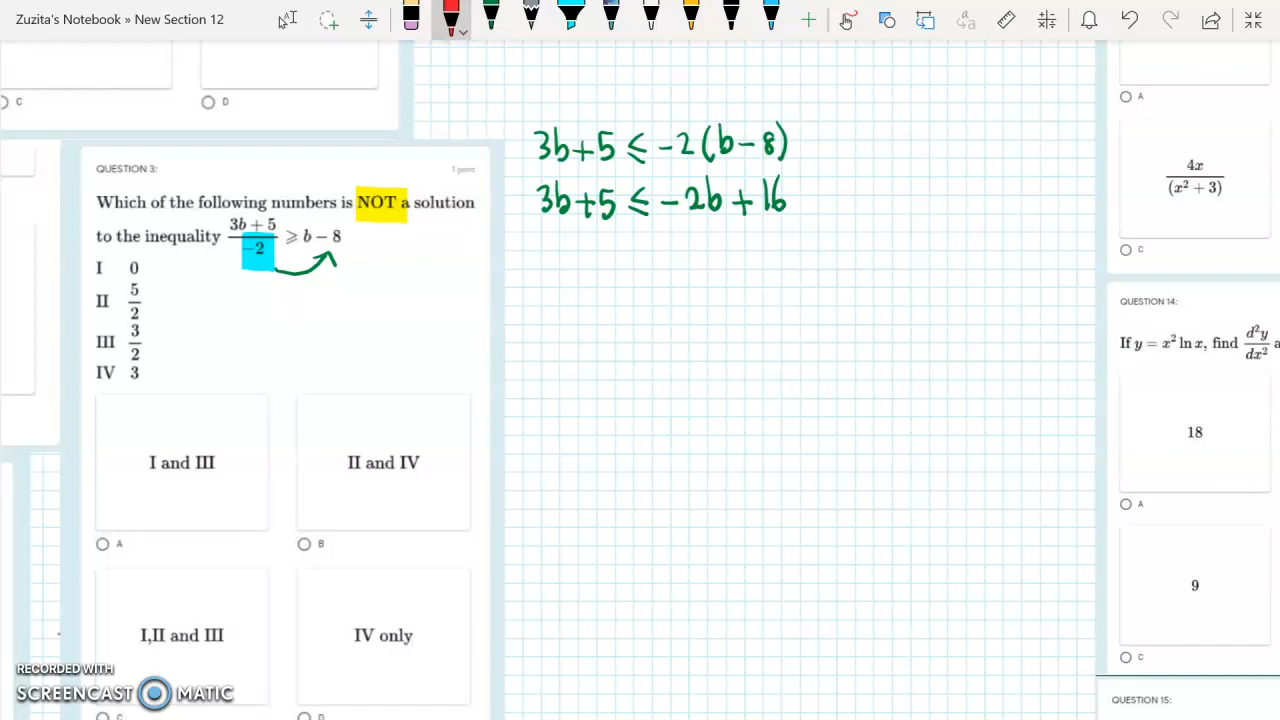 Zuzita's Notebook » New Section 12
C
D
QUESTION 3:
1 point
Which of the following numbers is NOT a solution
to the inequality (3b + 5)/(−2) ⩾ b − 8
I 0
II 5/2
III 3/2
IV 3
I and III
A
II and IV
B
I,II and III
C
IV only
D
3b+5 ⩽ -2(b-8)
3b+5 ⩽ -2b+16
A
4x/(x² + 3)
C
QUESTION 14:
If y = x² ln x, find d²y/dx² a
18
A
9
C
QUESTION 15:
RECORDED WITH
SCREENCAST MATIC